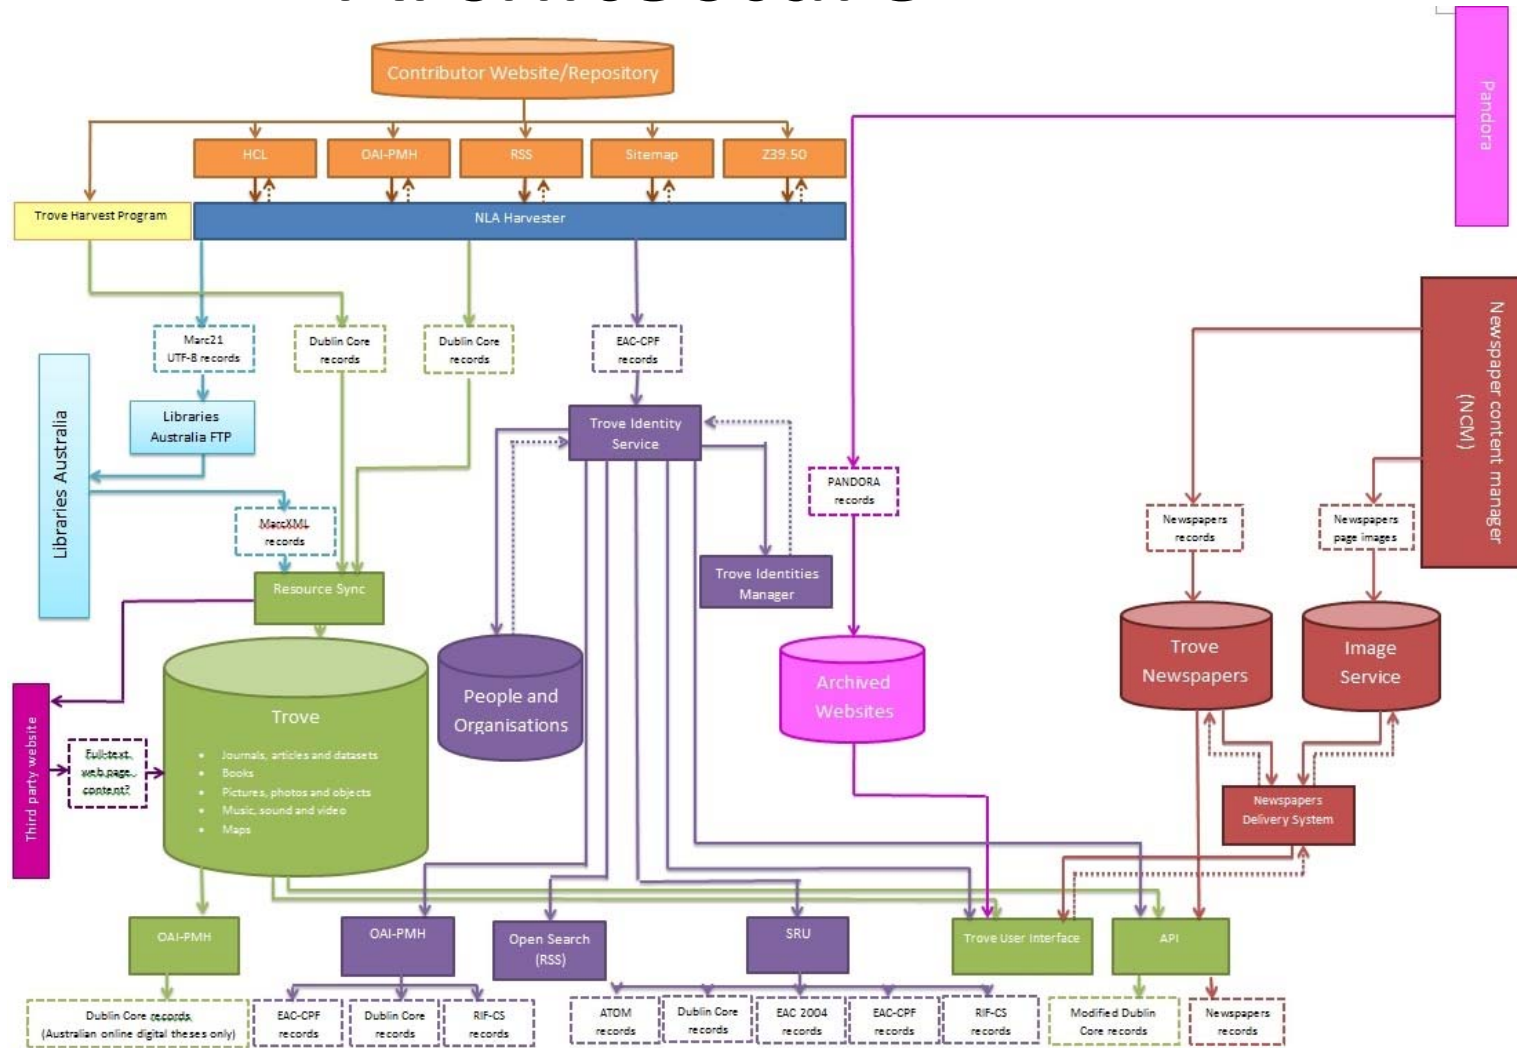 Architecture
Contributor Website/Repository
Pandora
HCL
OAI-PMH
RSS
Sitemap
Z39.50
Trove Harvest Program
NLA Harvester
Newspaper content manager
(NCM)
Marc21
UTF-8 records
Dublin Core
records
Dublin Core
records
EAC-CPF
records
Libraries Australia
Libraries
Australia FTP
Trove Identity
Service
PANDORA
records
MarcXML
records
Newspapers
records
Newspapers
page images
Resource Sync
Trove Identities
Manager
Trove
Newspapers
Image
Service
People and
Organisations
Archived
Websites
Third party website
Full-text
web page
content?
Trove
• Journals, articles and datasets
• Books
• Pictures, photos and objects
• Music, sound and video
• Maps
Newspapers
Delivery System
OAI-PMH
OAI-PMH
Open Search
(RSS)
SRU
Trove User Interface
API
Dublin Core records
(Australian online digital theses only)
EAC-CPF
records
Dublin Core
records
RIF-CS
records
ATOM
records
Dublin Core
records
EAC 2004
records
EAC-CPF
records
RIF-CS
records
Modified Dublin
Core records
Newspapers
records